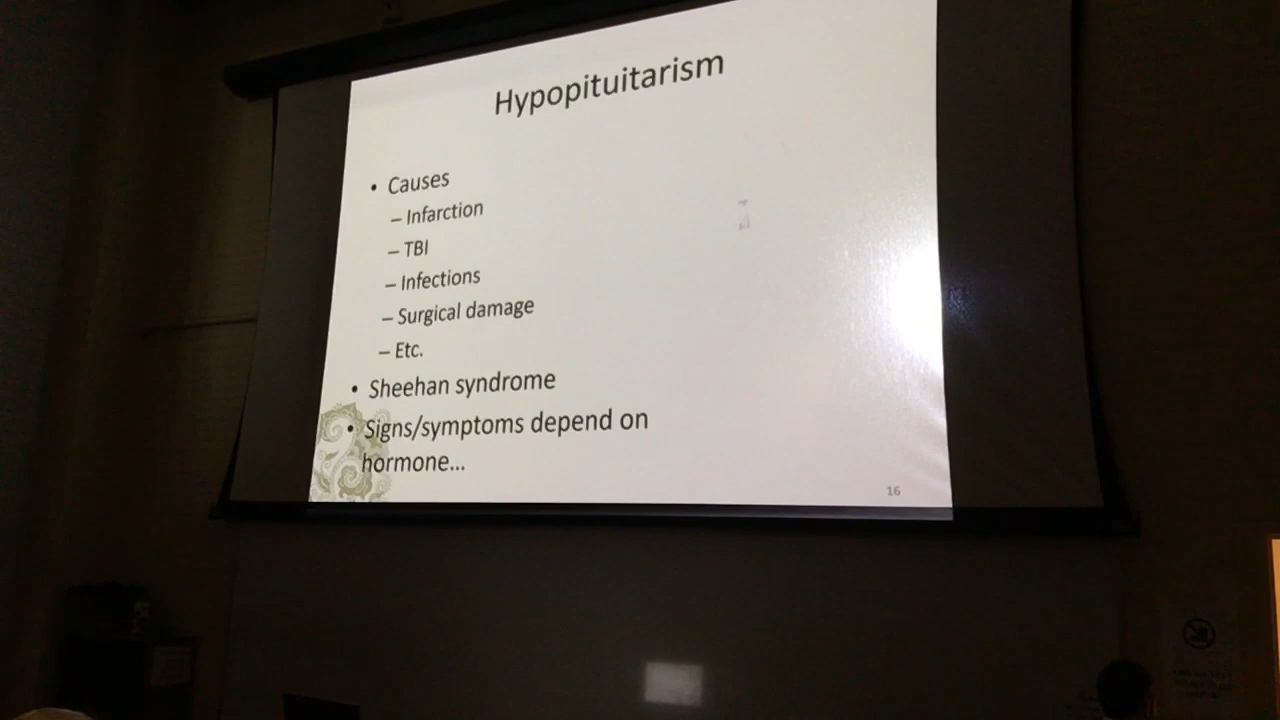 Hypopituitarism
• Causes
– Infarction
– TBI
– Infections
– Surgical damage
– Etc.
• Sheehan syndrome
• Signs/symptoms depend on
hormone...
16